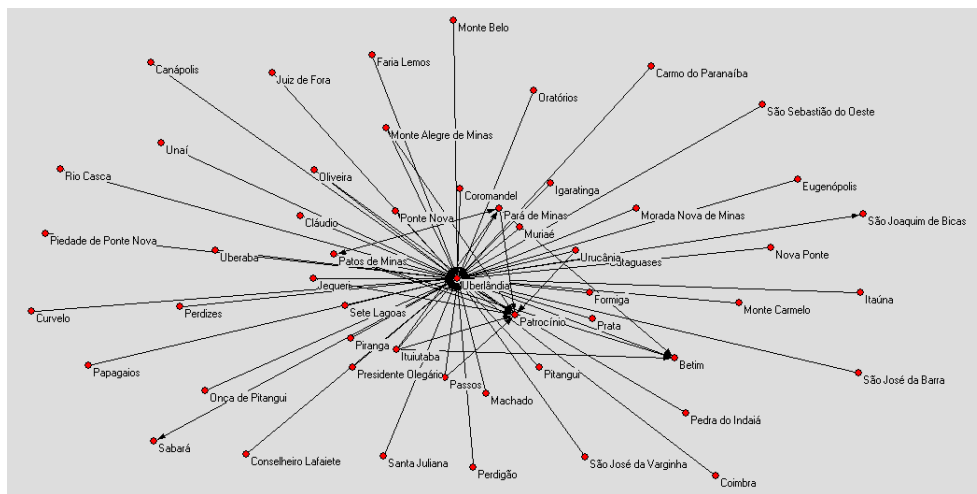 Monte Belo
Faria Lemos
Canápolis
Carmo do Paranaíba
Juiz de Fora
Oratórios
São Sebastião do Oeste
Monte Alegre de Minas
Unaí
Rio Casca
Oliveira
Igaratinga
Eugenópolis
Coromandel
Cláudio
Ponte Nova
Pará de Minas
Morada Nova de Minas
São Joaquim de Bicas
Muriaé
Piedade de Ponte Nova
Uberaba
Patos de Minas
Urucânia
Nova Ponte
ataguases
Jequeri
Uberlândia
Formiga
Itaúna
Curvelo
Perdizes
Sete Lagoas
Patrocínio
Prata
Monte Carmelo
Piranga
Ituiutaba
Betim
Papagaios
Presidente Olegário
Pitangui
São José da Barra
Onça de Pitangui
Passos
Machado
Pedra do Indaiá
Sabará
Conselheiro Lafaiete
Santa Juliana
Perdigão
São José da Varginha
Coimbra